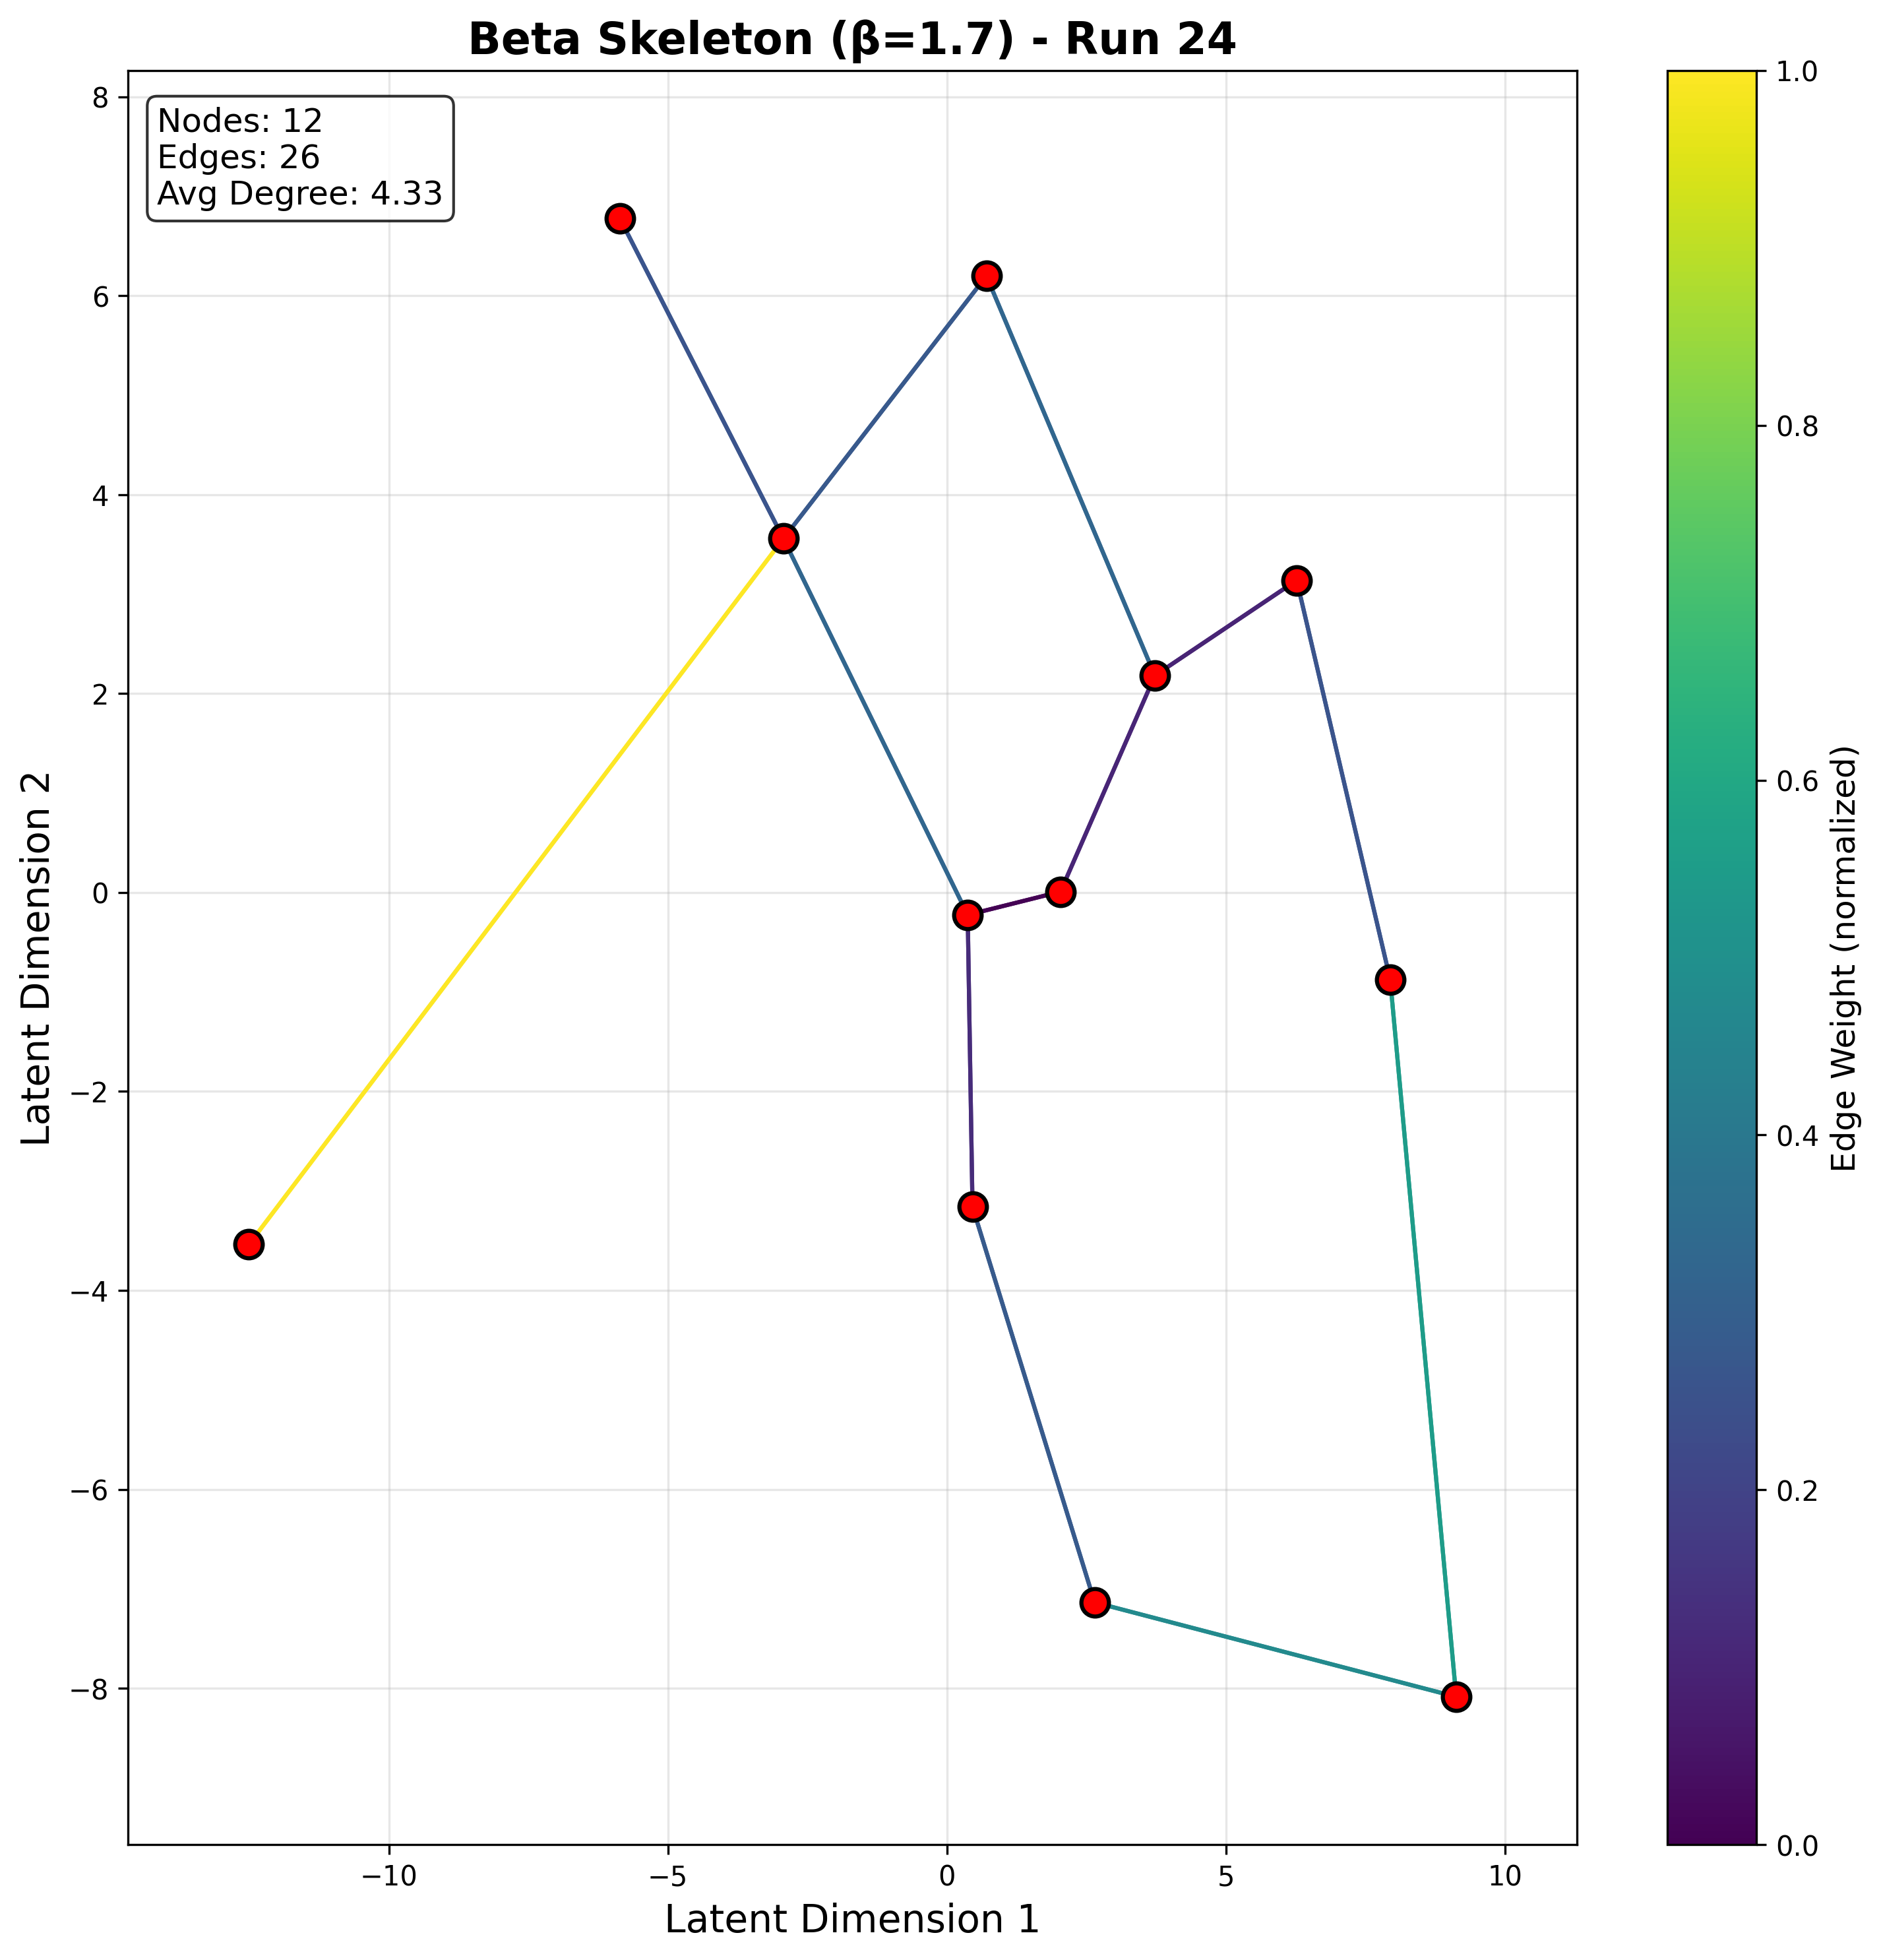 Beta Skeleton (β=1.7) - Run 24
Nodes: 12
Edges: 26
Avg Degree: 4.33
8
6
4
2
0
−2
−4
−6
−8
−10
−5
0
5
10
Latent Dimension 1
Latent Dimension 2
1.0
0.8
0.6
0.4
0.2
0.0
Edge Weight (normalized)